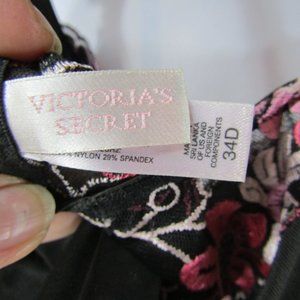 VICTORIA'S
SECRET
NYLON 29% SPANDEX
MA
SRI LANKA
OF US AND
FOREIGN
COMPONENTS
34D